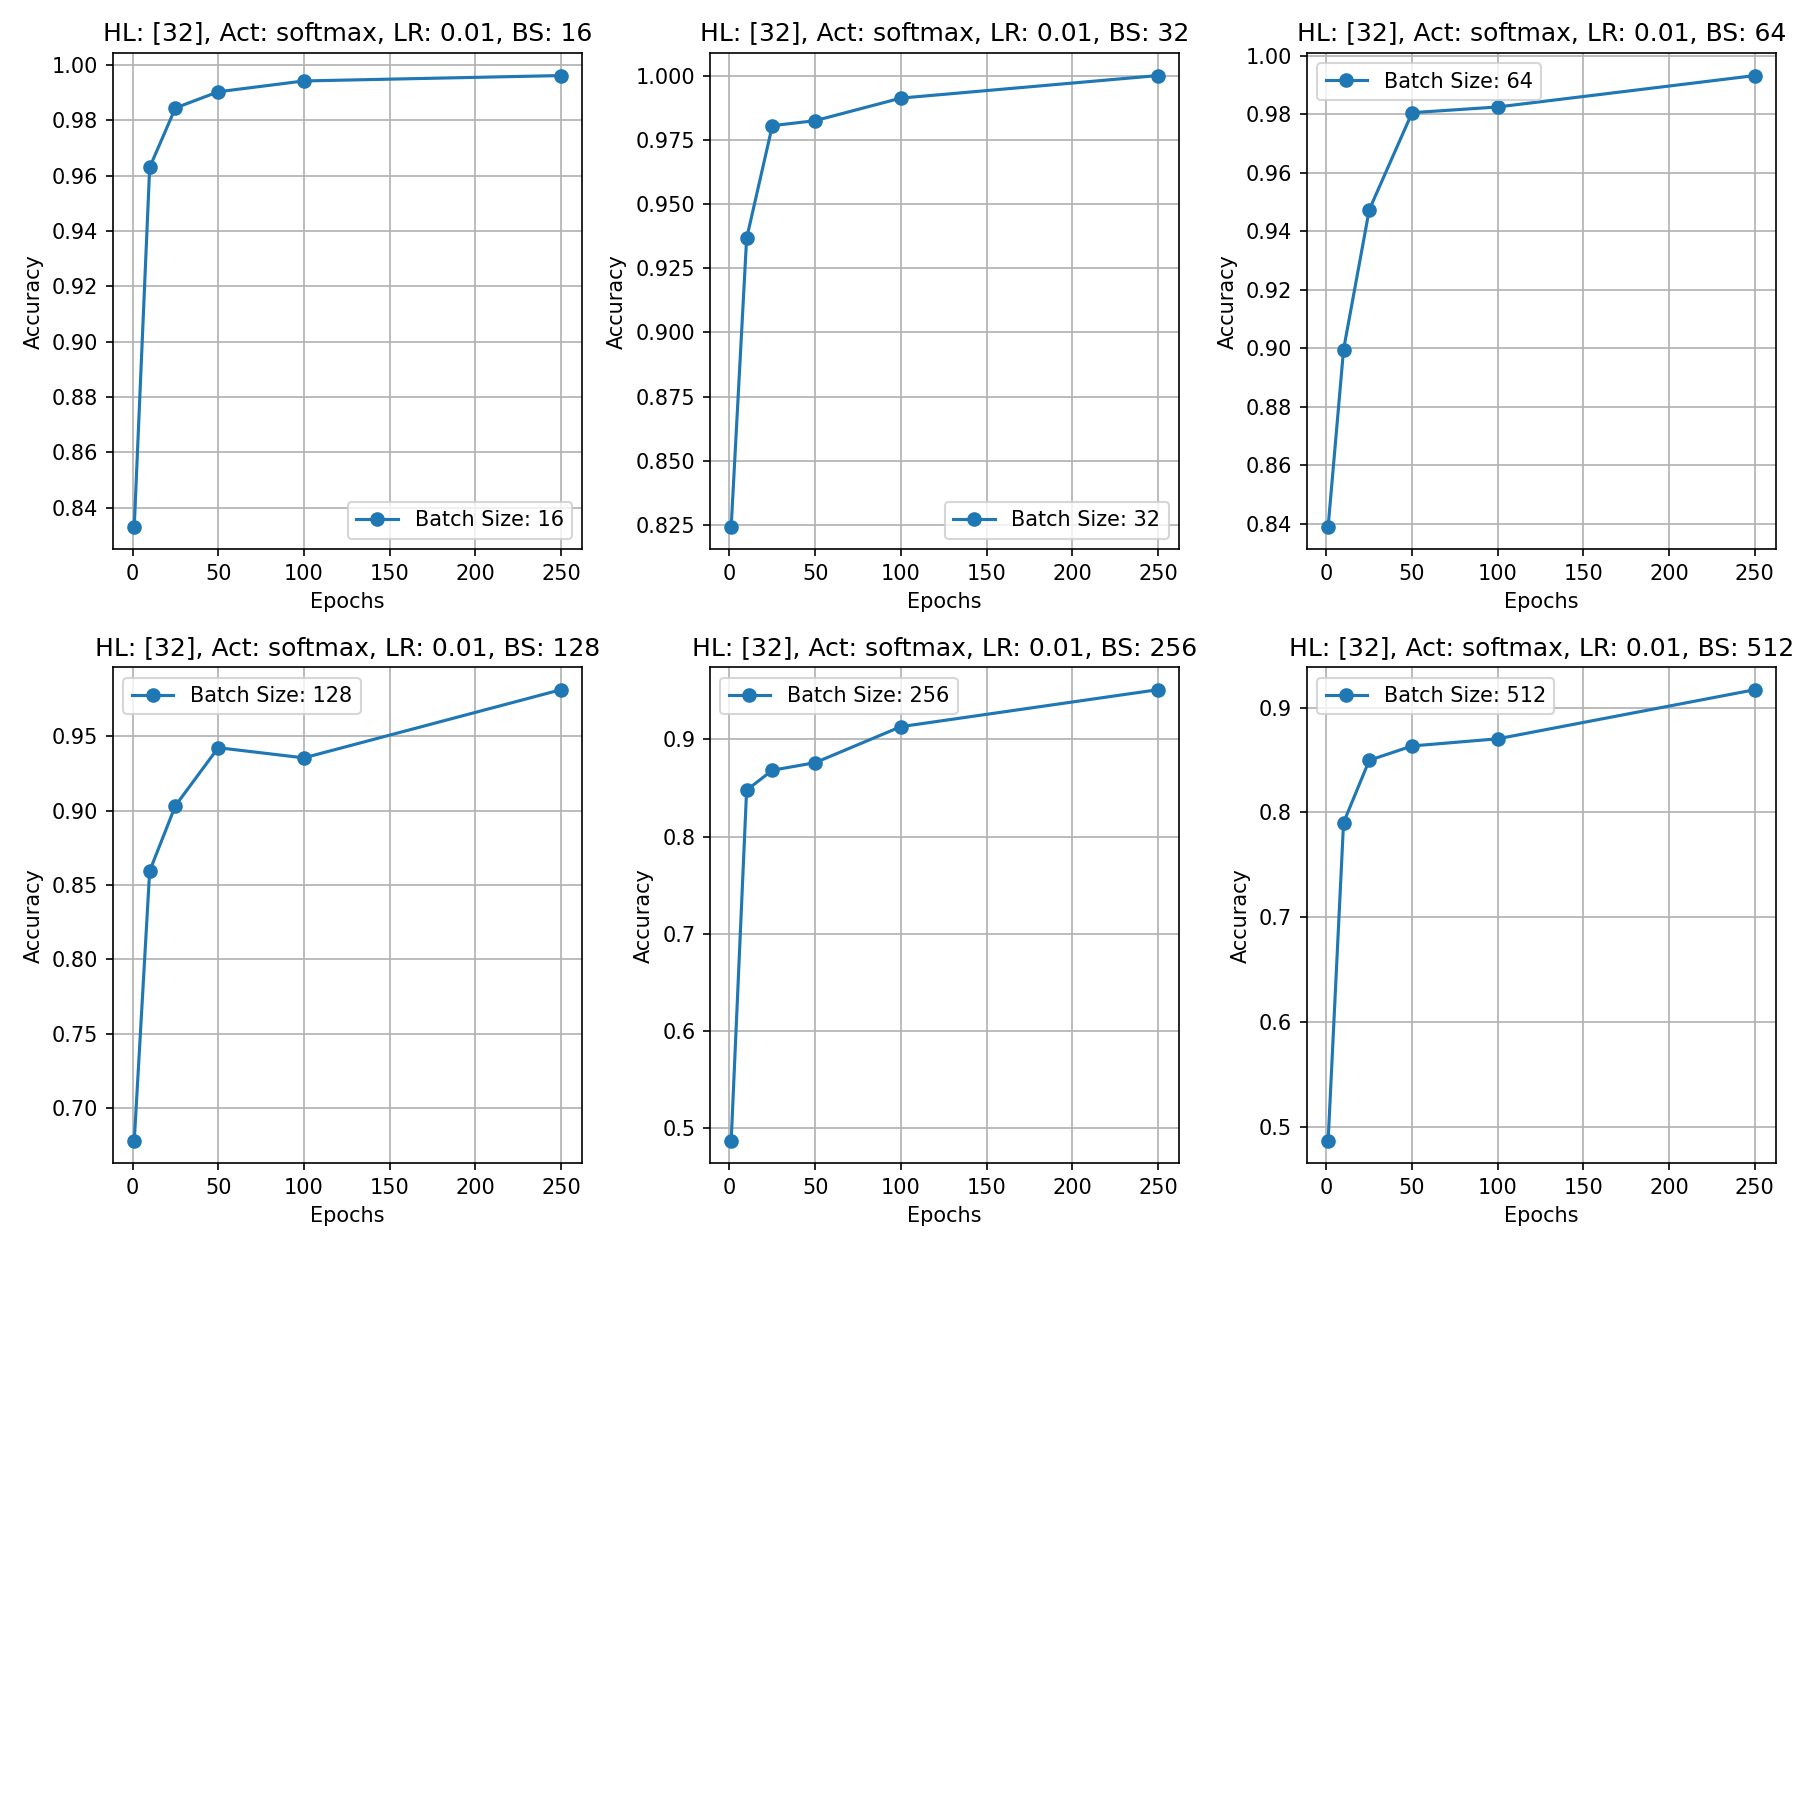 HL: [32], Act: softmax, LR: 0.01, BS: 16
1.00
0.98
0.96
0.94
0.92
0.90
0.88
0.86
0.84
Accuracy
Batch Size: 16
0 50 100 150 200 250
Epochs
HL: [32], Act: softmax, LR: 0.01, BS: 32
1.000
0.975
0.950
0.925
0.900
0.875
0.850
0.825
Accuracy
Batch Size: 32
0 50 100 150 200 250
Epochs
HL: [32], Act: softmax, LR: 0.01, BS: 64
Batch Size: 64
1.00
0.98
0.96
0.94
0.92
0.90
0.88
0.86
0.84
Accuracy
0 50 100 150 200 250
Epochs
HL: [32], Act: softmax, LR: 0.01, BS: 128
Batch Size: 128
0.95
0.90
0.85
0.80
0.75
0.70
Accuracy
0 50 100 150 200 250
Epochs
HL: [32], Act: softmax, LR: 0.01, BS: 256
Batch Size: 256
0.9
0.8
0.7
0.6
0.5
Accuracy
0 50 100 150 200 250
Epochs
HL: [32], Act: softmax, LR: 0.01, BS: 512
Batch Size: 512
0.9
0.8
0.7
0.6
0.5
Accuracy
0 50 100 150 200 250
Epochs